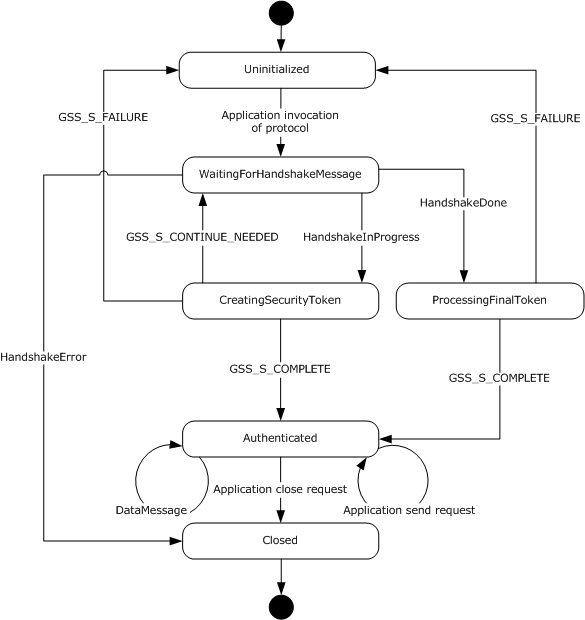 Uninitialized
GSS_S_FAILURE
Application invocation
of protocol
GSS_S_FAILURE
WaitingForHandshakeMessage
HandshakeDone
GSS_S_CONTINUE_NEEDED
HandshakeInProgress
CreatingSecurityToken
ProcessingFinalToken
HandshakeError
GSS_S_COMPLETE
GSS_S_COMPLETE
Authenticated
Application close request
DataMessage
Application send request
Closed